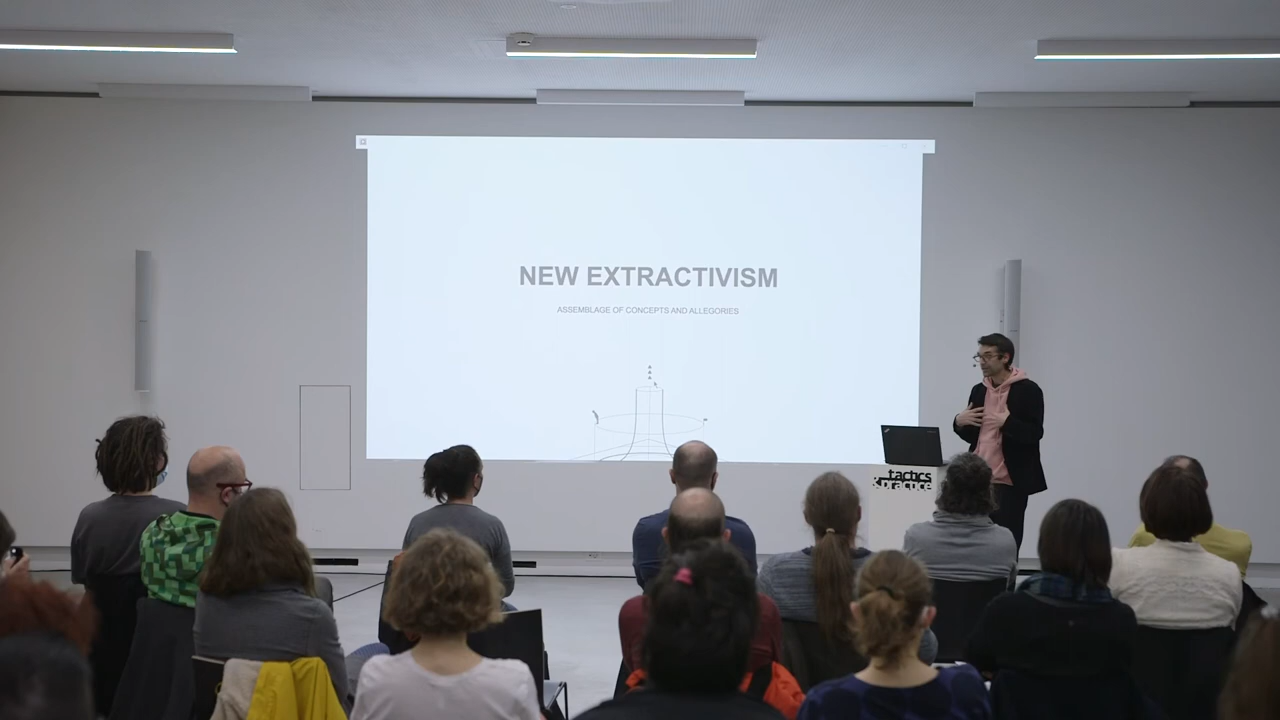 NEW EXTRACTIVISM
ASSEMBLAGE OF CONCEPTS AND ALLEGORIES
tactics
&practice